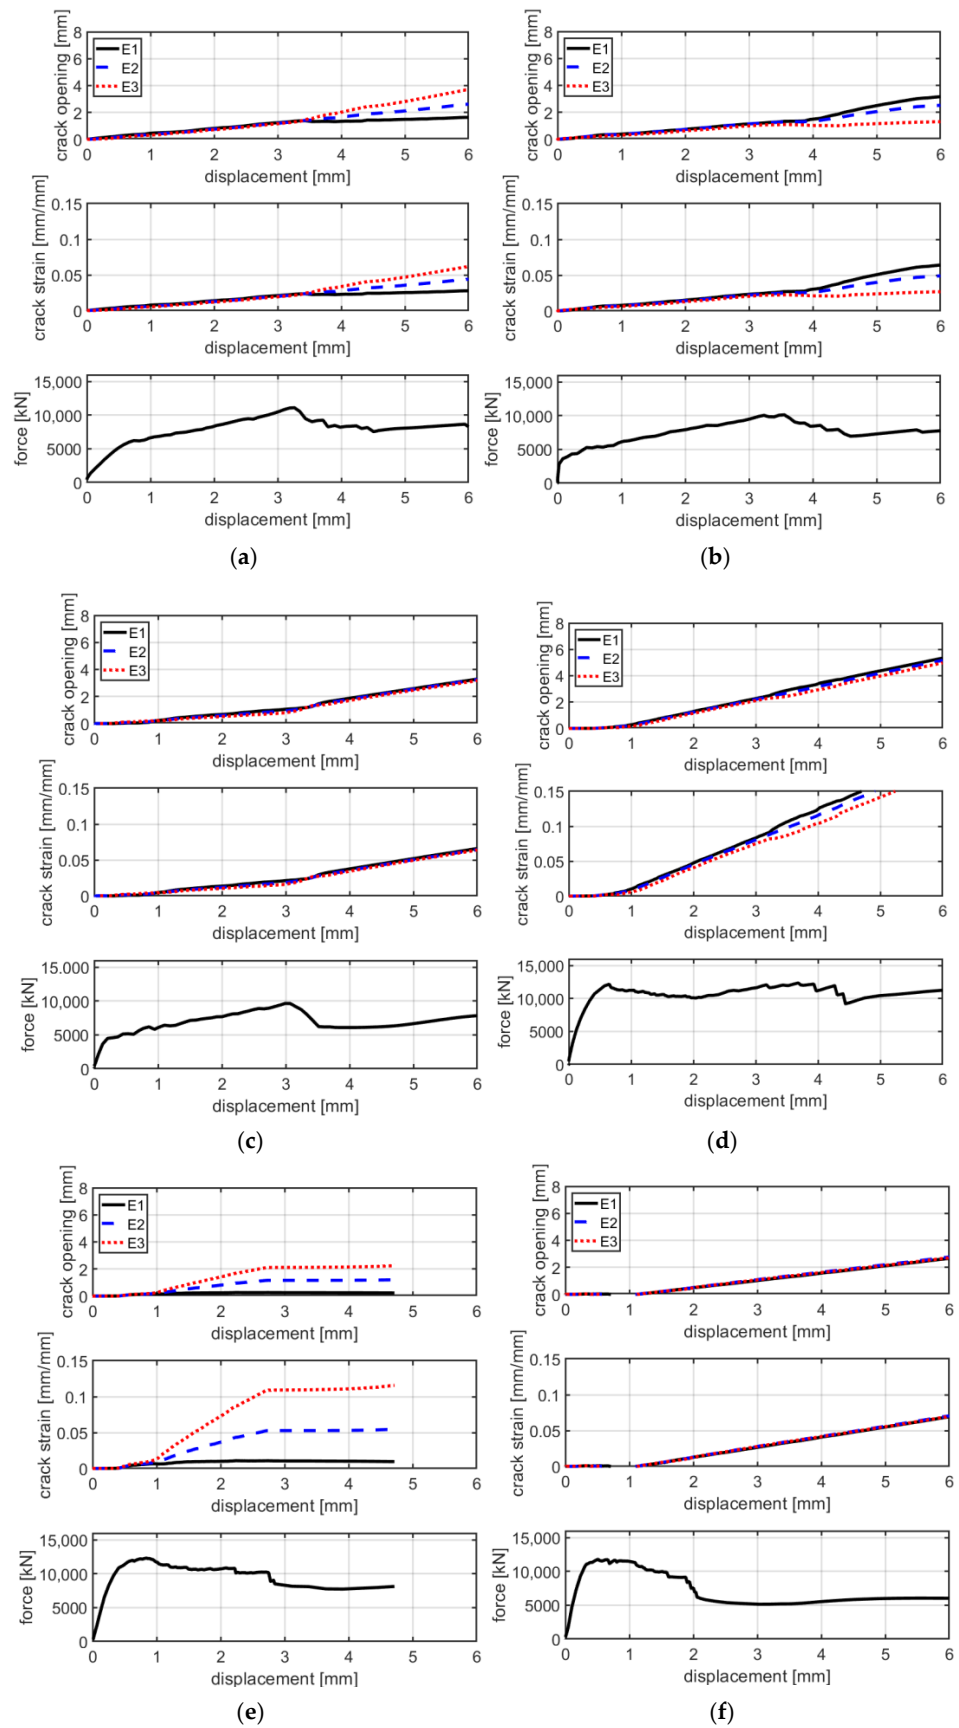 crack opening [mm]
8
6
4
2
0
E1
E2
E3
0 1 2 3 4 5 6
displacement [mm]
crack strain [mm/mm]
0.15
0.1
0.05
0
0 1 2 3 4 5 6
displacement [mm]
force [kN]
15,000
10,000
5000
0
0 1 2 3 4 5 6
displacement [mm]
(a)
crack opening [mm]
8
6
4
2
0
E1
E2
E3
0 1 2 3 4 5 6
displacement [mm]
crack strain [mm/mm]
0.15
0.1
0.05
0
0 1 2 3 4 5 6
displacement [mm]
force [kN]
15,000
10,000
5000
0
0 1 2 3 4 5 6
displacement [mm]
(b)
crack opening [mm]
8
6
4
2
0
E1
E2
E3
0 1 2 3 4 5 6
displacement [mm]
crack strain [mm/mm]
0.15
0.1
0.05
0
0 1 2 3 4 5 6
displacement [mm]
force [kN]
15,000
10,000
5000
0
0 1 2 3 4 5 6
displacement [mm]
(c)
crack opening [mm]
8
6
4
2
0
E1
E2
E3
0 1 2 3 4 5 6
displacement [mm]
crack strain [mm/mm]
0.15
0.1
0.05
0
0 1 2 3 4 5 6
displacement [mm]
force [kN]
15,000
10,000
5000
0
0 1 2 3 4 5 6
displacement [mm]
(d)
crack opening [mm]
8
6
4
2
0
E1
E2
E3
0 1 2 3 4 5 6
displacement [mm]
crack strain [mm/mm]
0.15
0.1
0.05
0
0 1 2 3 4 5 6
displacement [mm]
force [kN]
15,000
10,000
5000
0
0 1 2 3 4 5 6
displacement [mm]
(e)
crack opening [mm]
8
6
4
2
0
E1
E2
E3
0 1 2 3 4 5 6
displacement [mm]
crack strain [mm/mm]
0.15
0.1
0.05
0
0 1 2 3 4 5 6
displacement [mm]
force [kN]
15,000
10,000
5000
0
0 1 2 3 4 5 6
displacement [mm]
(f)